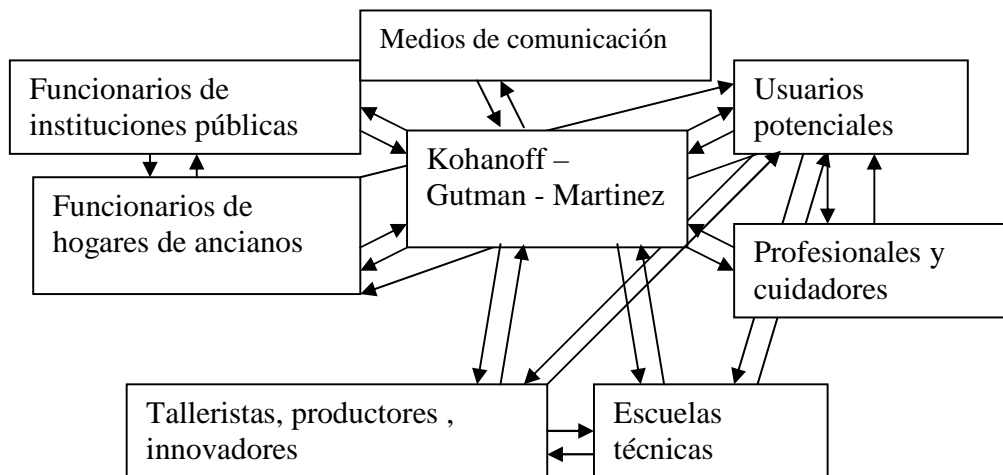 Medios de comunicación
Funcionarios de
instituciones públicas
Usuarios
potenciales
Kohanoff –
Gutman - Martinez
Funcionarios de
hogares de ancianos
Profesionales y
cuidadores
Talleristas, productores ,
innovadores
Escuelas
técnicas